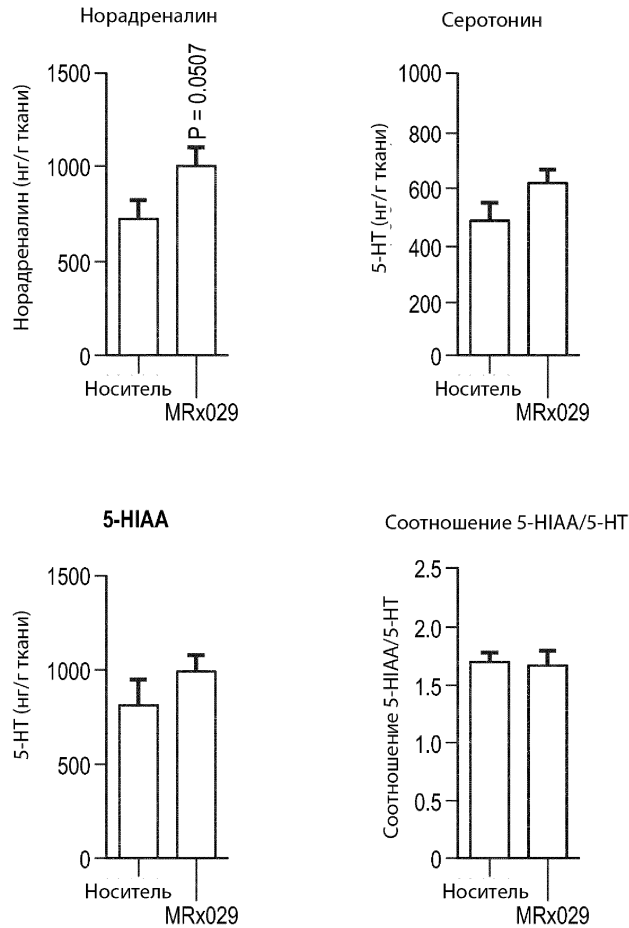 Норадреналин
Норадреналин (нг/г ткани)
1500
1000
500
0
P = 0.0507
Носитель
MRx029
Серотонин
5-НТ (нг/г ткани)
1000
800
600
400
200
0
Носитель
MRx029
5-HIAA
5-НТ (нг/г ткани)
1500
1000
500
0
Носитель
MRx029
Соотношение 5-HIAA/5-HT
Соотношение 5-HIAA/5-HT
2.5
2.0
1.5
1.0
0.5
0
Носитель
MRx029